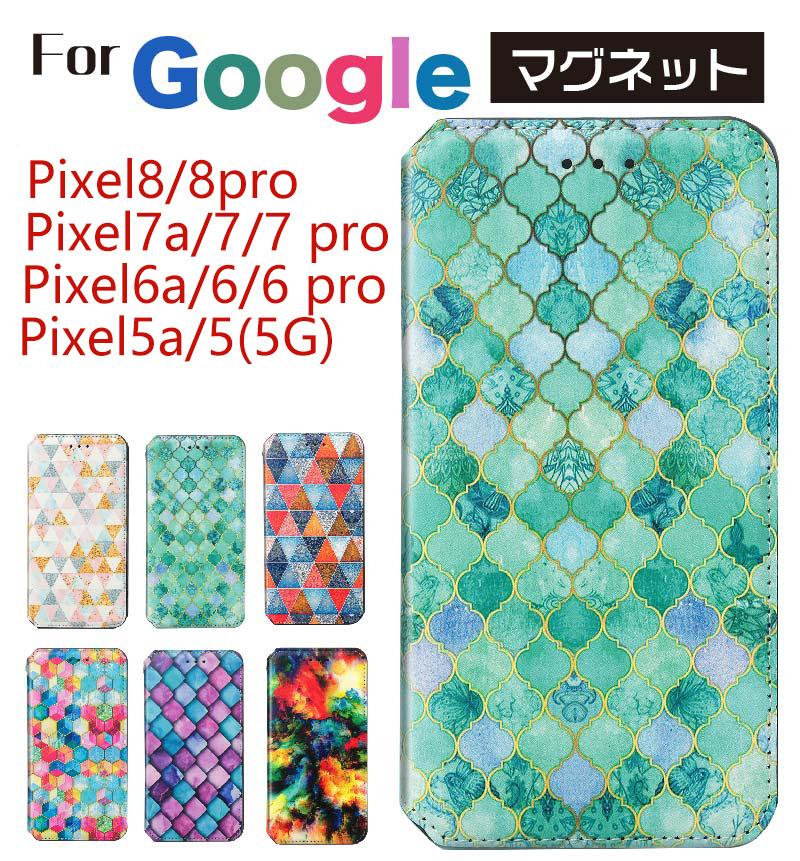 For Google マグネット
Pixel8/8pro
Pixel7a/7/7 pro
Pixel6a/6/6 pro
Pixel5a/5(5G)